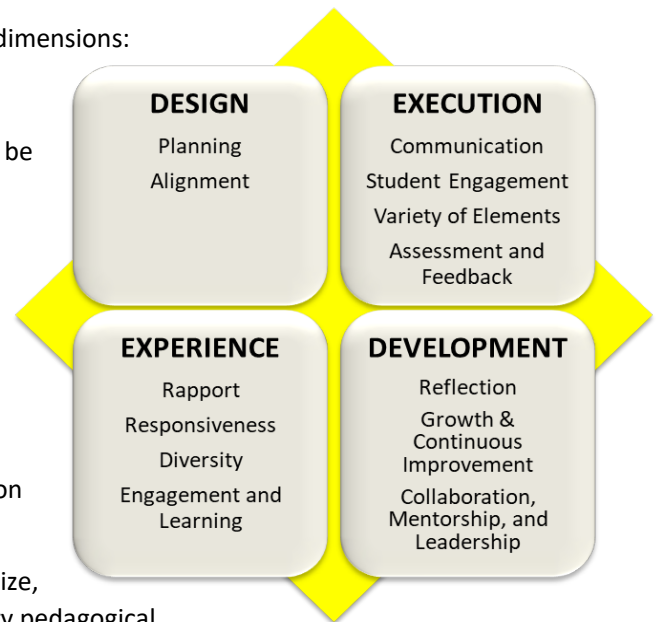 dimensions:
be
on
ize,
pedagogical
DESIGN
Planning
Alignment
EXECUTION
Communication
Student Engagement
Variety of Elements
Assessment and
Feedback
EXPERIENCE
Rapport
Responsiveness
Diversity
Engagement and
Learning
DEVELOPMENT
Reflection
Growth &
Continuous
Improvement
Collaboration,
Mentorship, and
Leadership